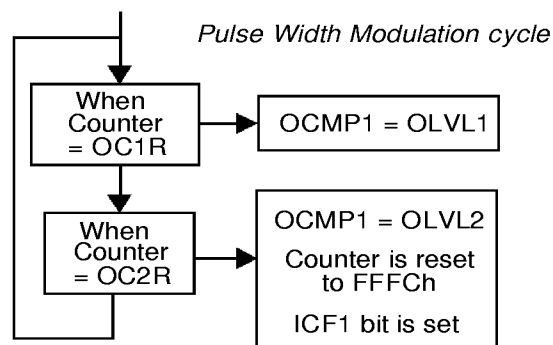 Pulse Width Modulation cycle
When
Counter
= OC1R
OCMP1 = OLVL1
When
Counter
= OC2R
OCMP1 = OLVL2
Counter is reset
to FFFCh
ICF1 bit is set